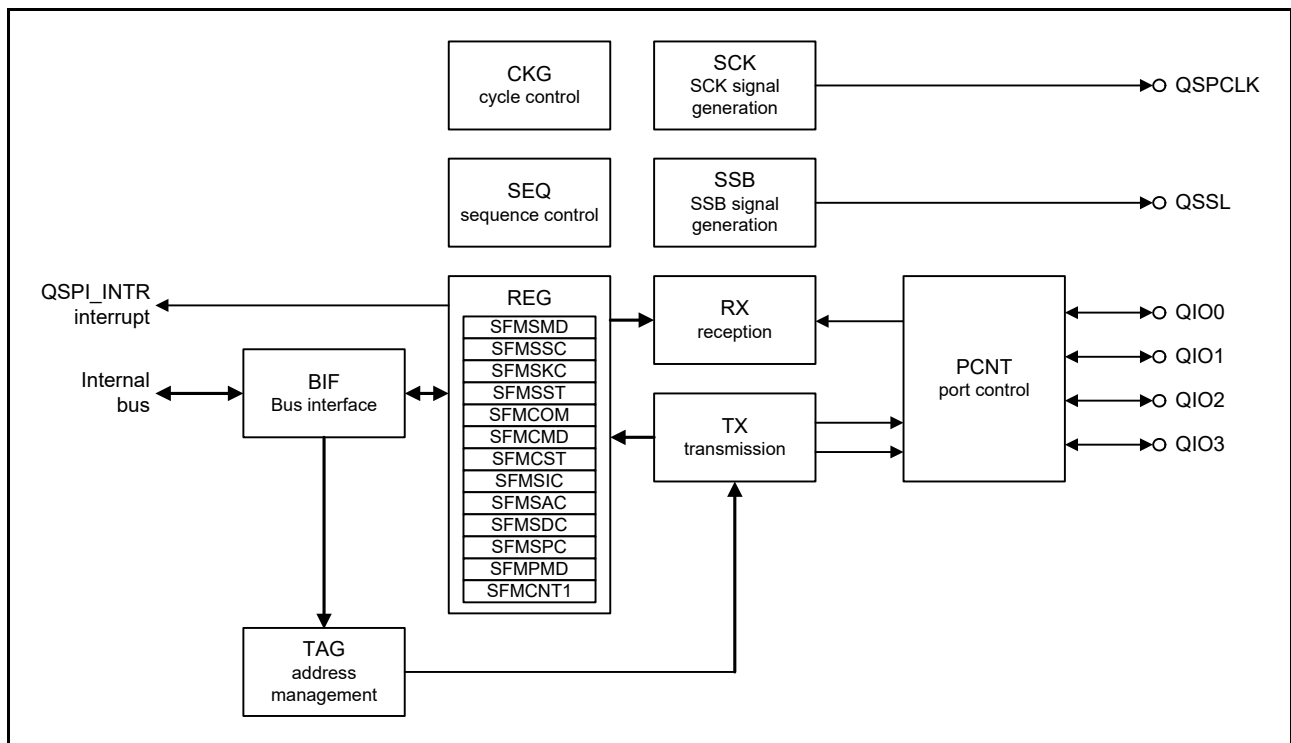 CKG
cycle control
SCK
SCK signal
generation
QSPCLK
SEQ
sequence control
SSB
SSB signal
generation
QSSL
QSPI_INTR
interrupt
Internal
bus
BIF
Bus interface
REG
SFMSMD
SFMSSC
SFMSKC
SFMSST
SFMCOM
SFMCMD
SFMCST
SFMSIC
SFMSAC
SFMSDC
SFMSPC
SFMPMD
SFMCNT1
RX
reception
TX
transmission
PCNT
port control
QIO0
QIO1
QIO2
QIO3
TAG
address
management